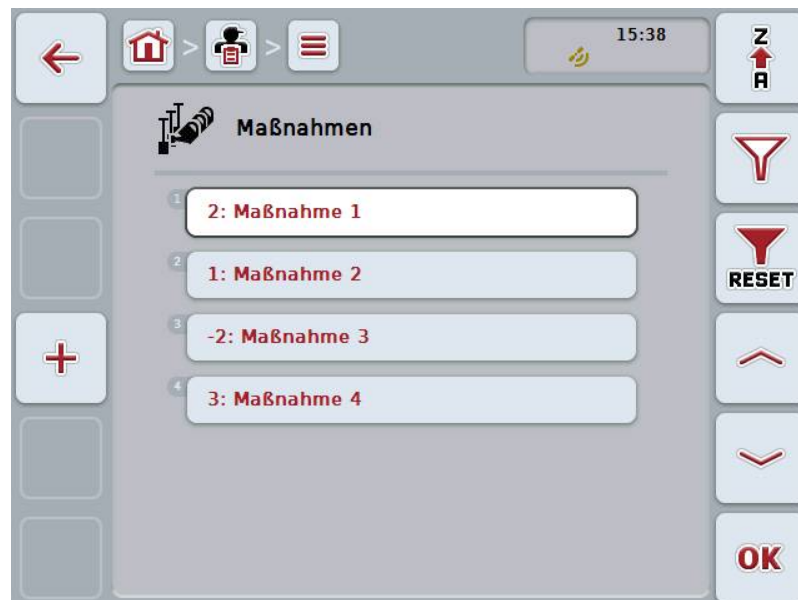 > >
15:38
Z
A
Maßnahmen
1
2: Maßnahme 1
2
1: Maßnahme 2
RESET
3
-2: Maßnahme 3
4
3: Maßnahme 4
OK